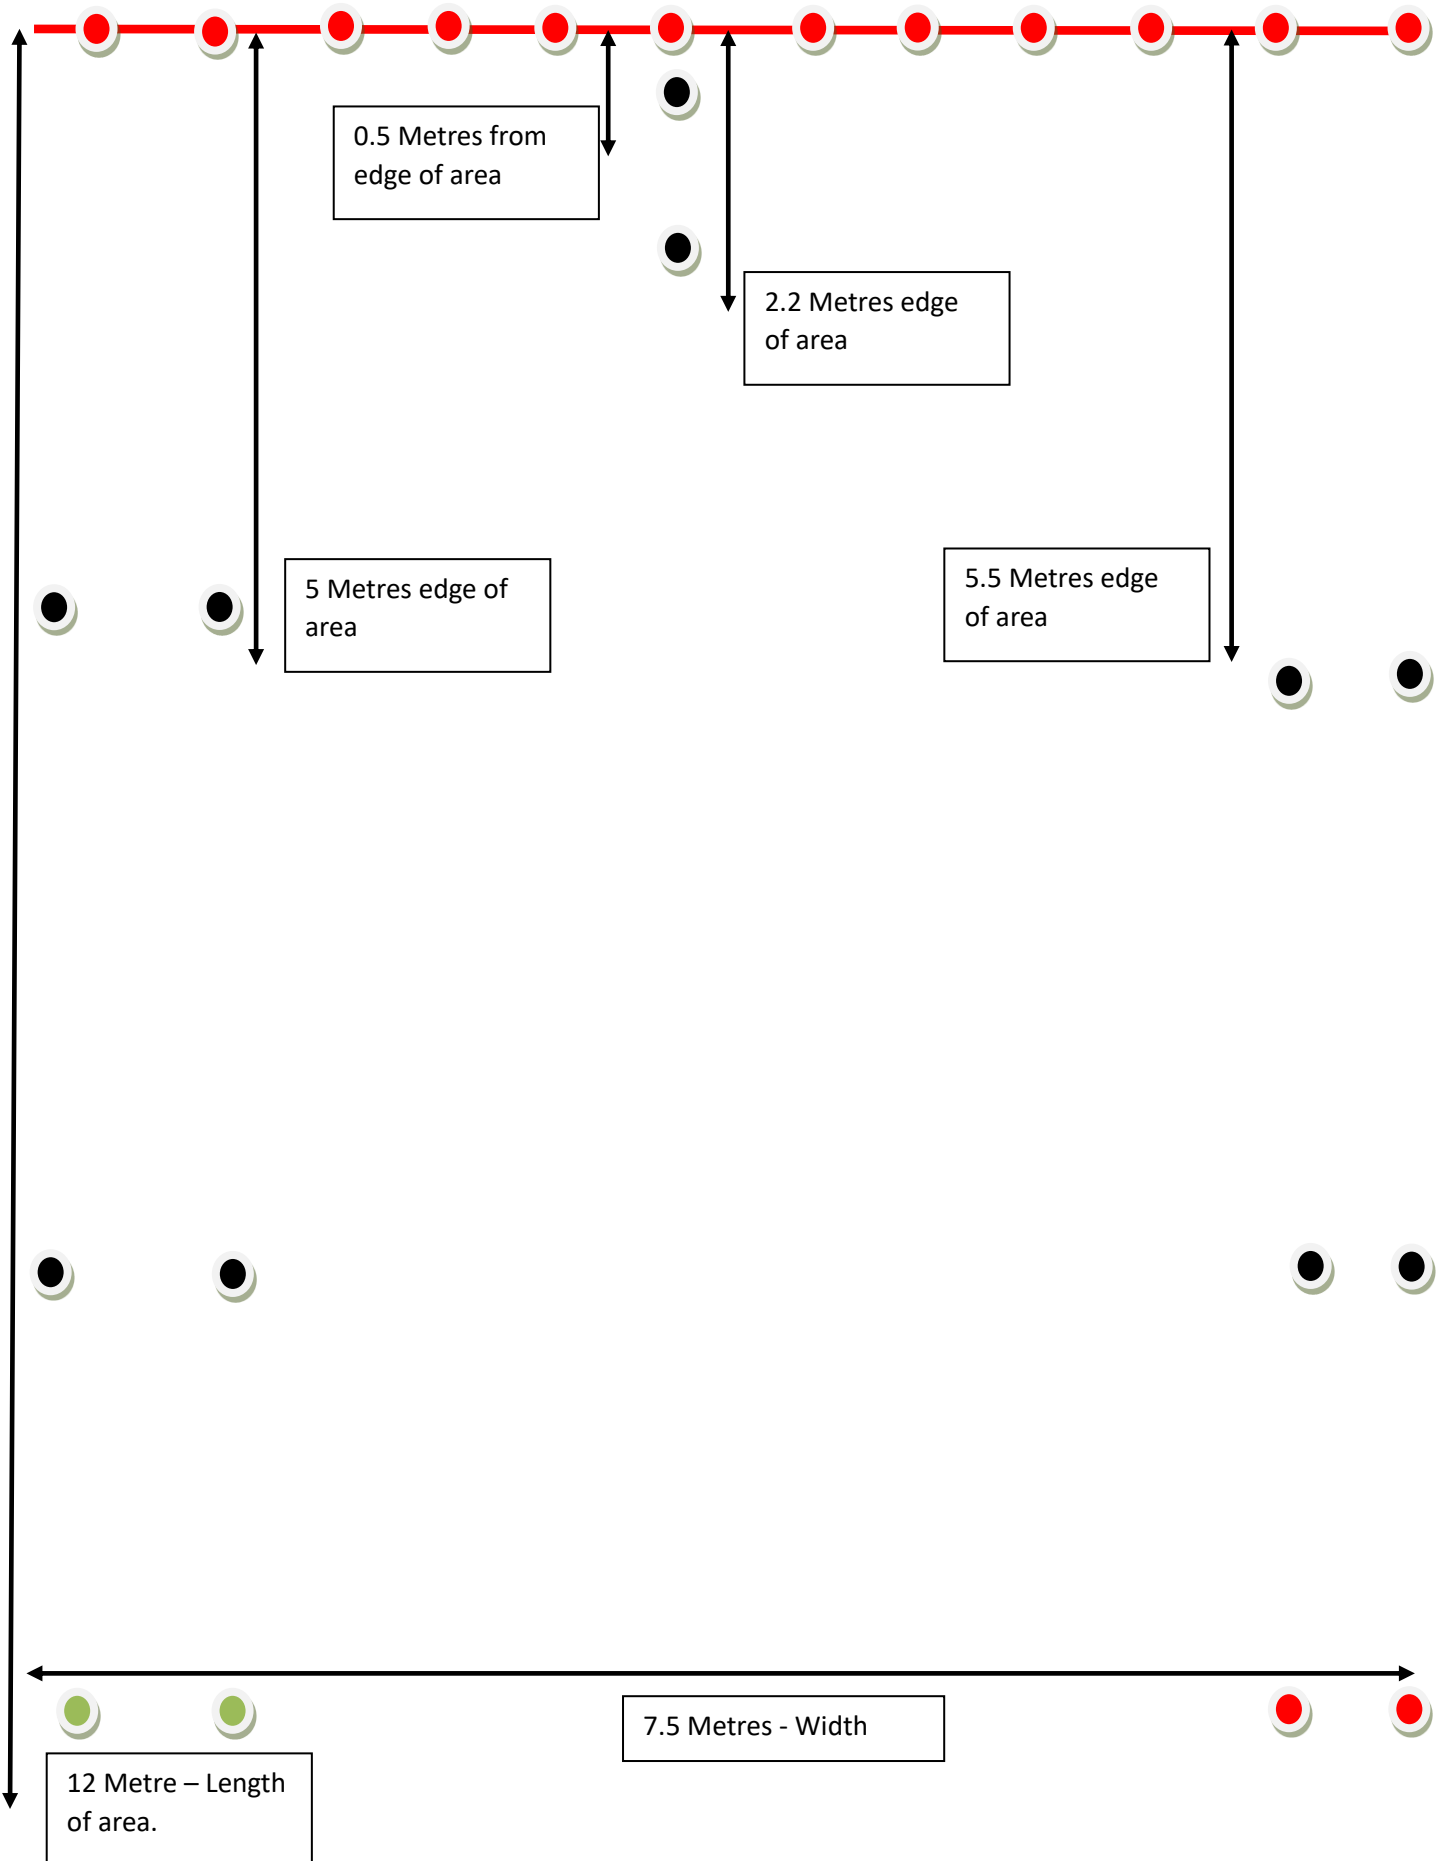 0.5 Metres from
edge of area
2.2 Metres edge
of area
5 Metres edge of
area
5.5 Metres edge
of area
7.5 Metres - Width
12 Metre – Length
of area.